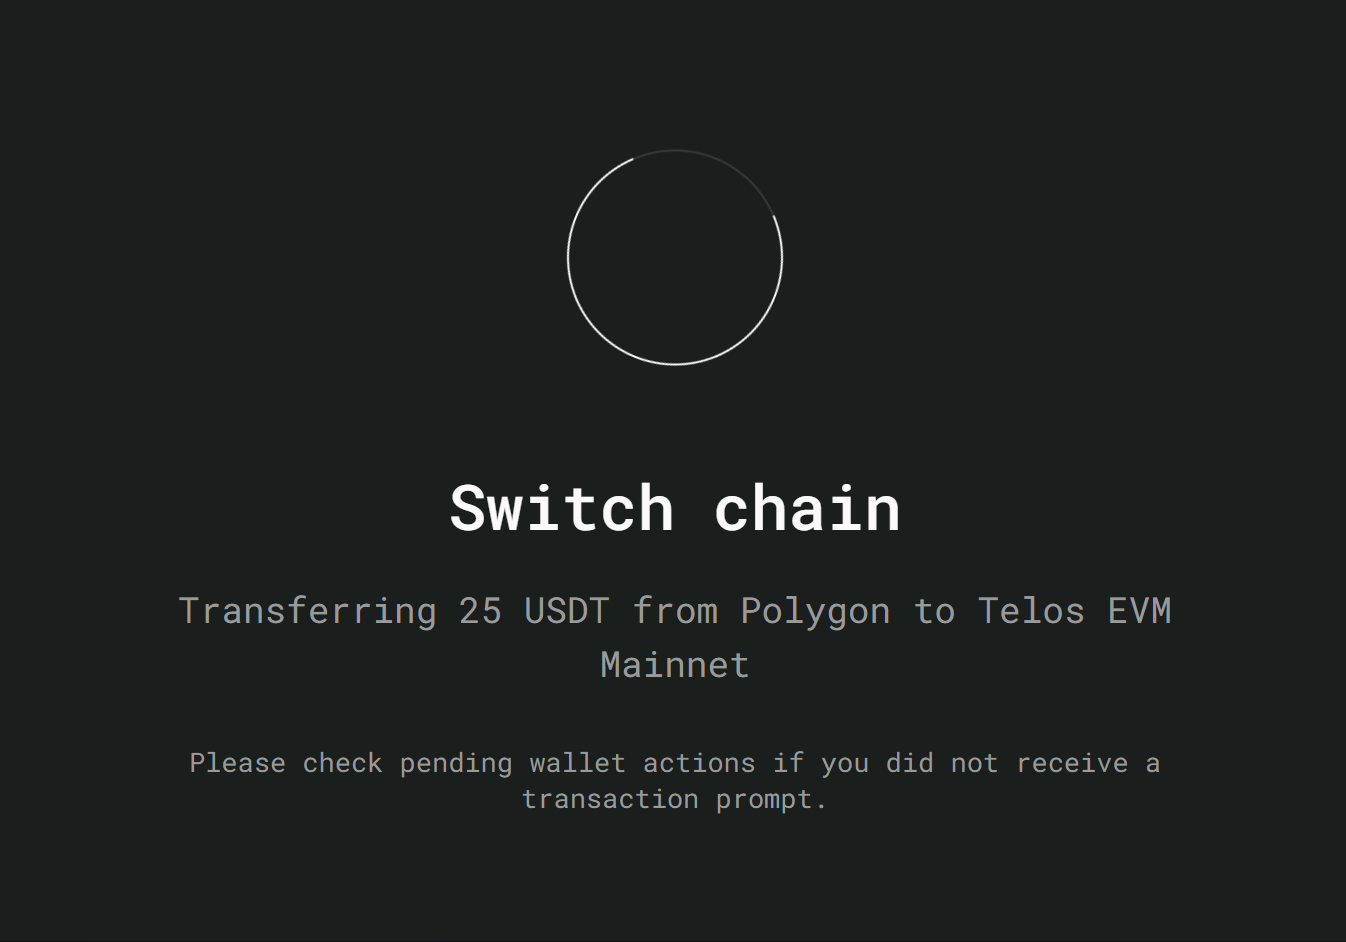 Switch chain
Transferring 25 USDT from Polygon to Telos EVM
Mainnet
Please check pending wallet actions if you did not receive a
transaction prompt.